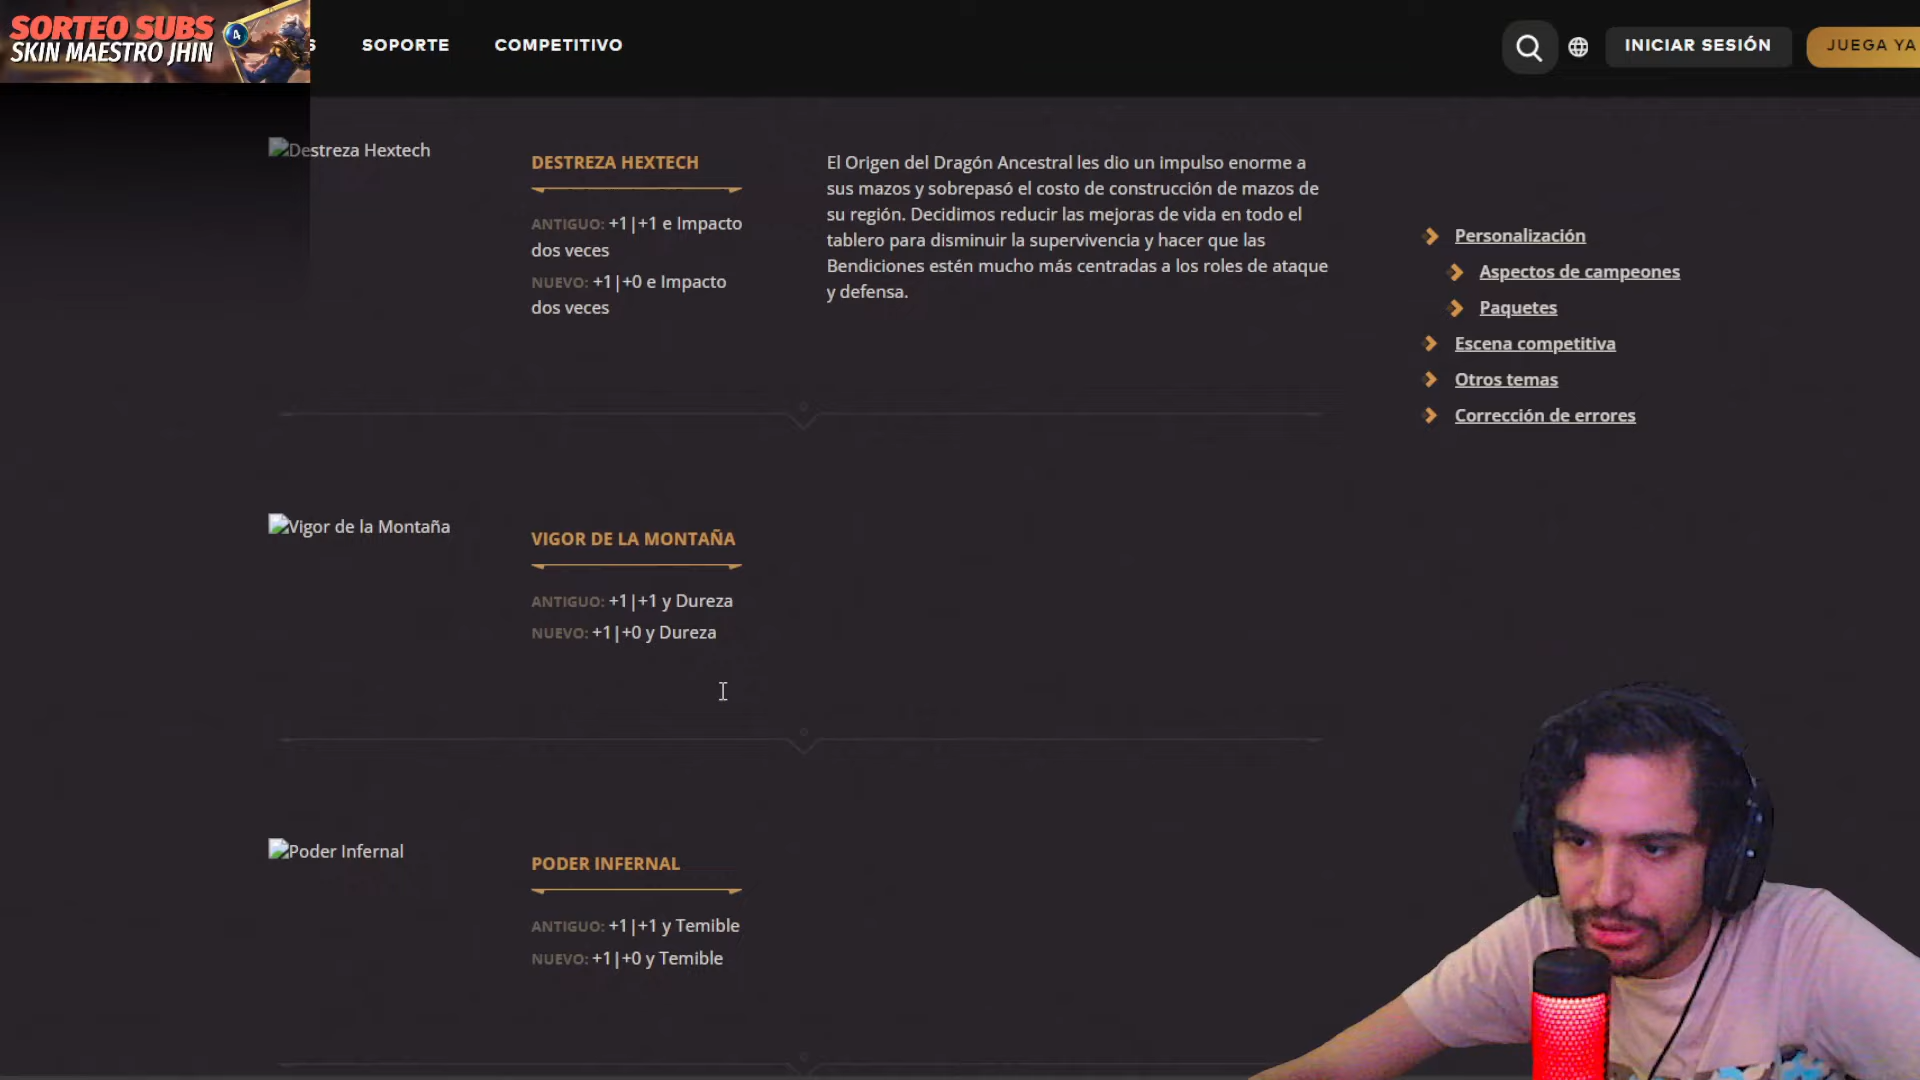 SORTEO SUBS
SKIN MAESTRO JHIN
4
S
SOPORTE
COMPETITIVO
INICIAR SESIÓN
JUEGA YA
Destreza Hextech
DESTREZA HEXTECH
ANTIGUO: +1|+1 e Impacto
dos veces
NUEVO: +1|+0 e Impacto
dos veces
El Origen del Dragón Ancestral les dio un impulso enorme a
sus mazos y sobrepasó el costo de construcción de mazos de
su región. Decidimos reducir las mejoras de vida en todo el
tablero para disminuir la supervivencia y hacer que las
Bendiciones estén mucho más centradas a los roles de ataque
y defensa.
Personalización
Aspectos de campeones
Paquetes
Escena competitiva
Otros temas
Corrección de errores
Vigor de la Montaña
VIGOR DE LA MONTAÑA
ANTIGUO: +1|+1 y Dureza
NUEVO: +1|+0 y Dureza
Poder Infernal
PODER INFERNAL
ANTIGUO: +1|+1 y Temible
NUEVO: +1|+0 y Temible